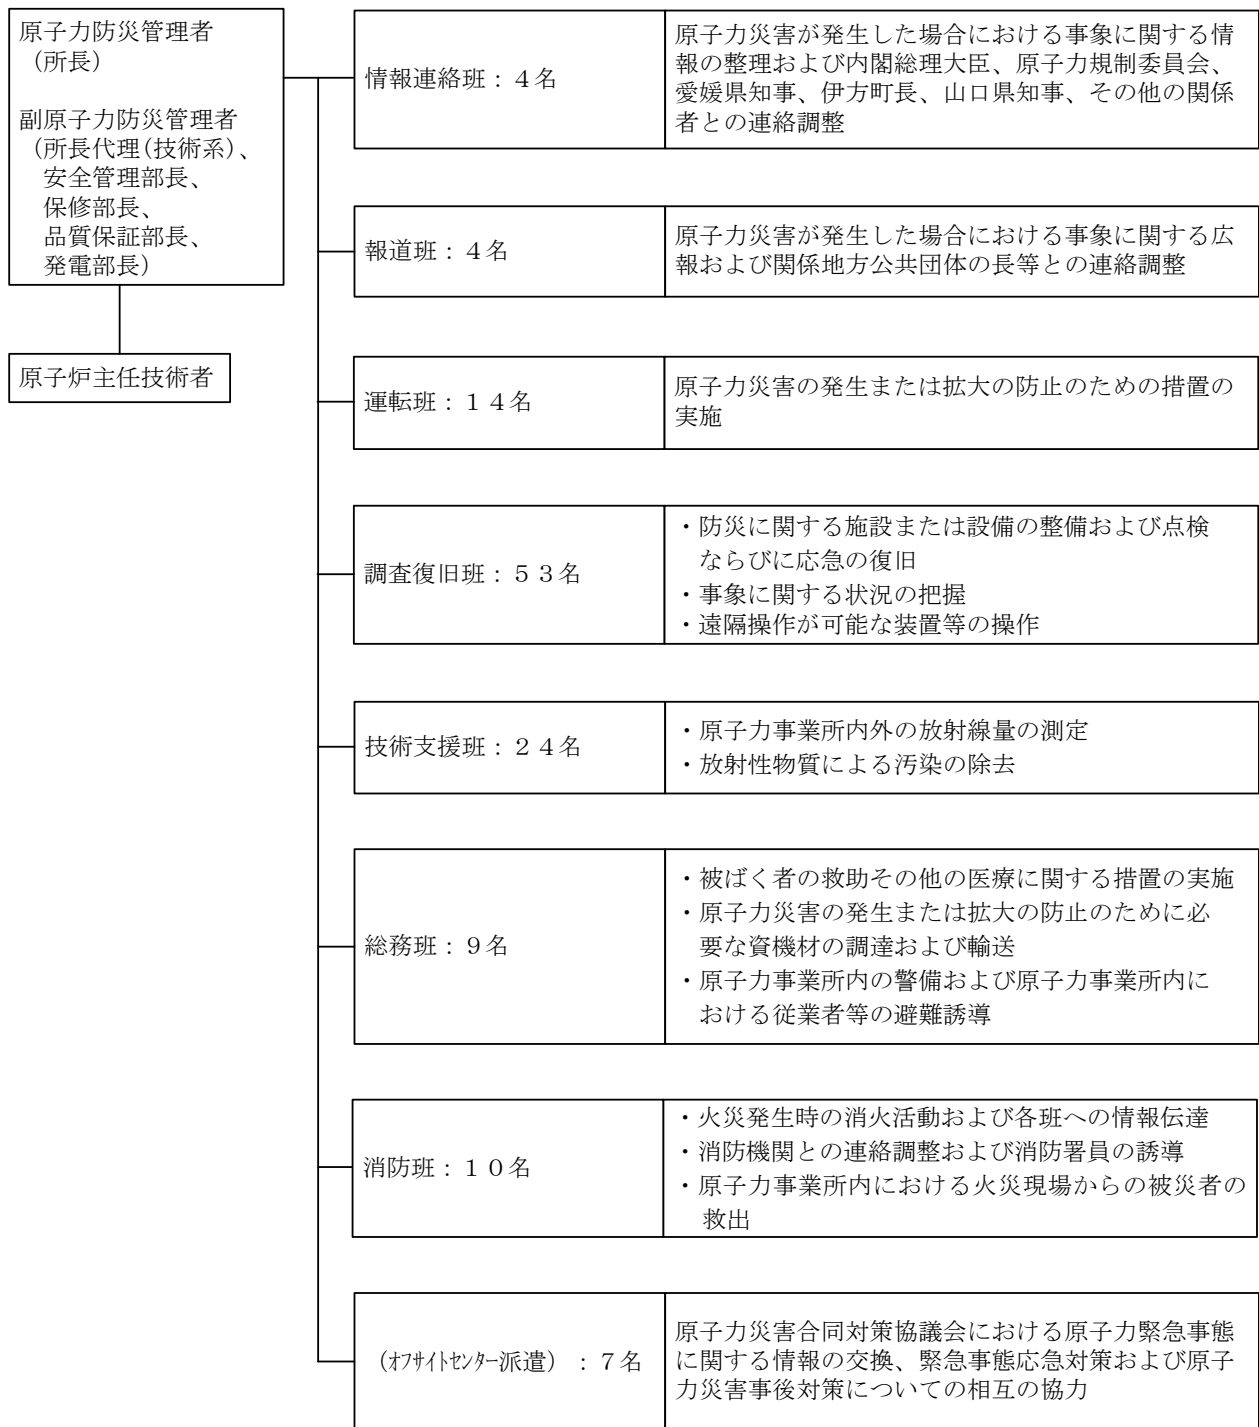 原子力防災管理者
(所長)
副原子力防災管理者
(所長代理(技術系)、
安全管理部長、
保修部長、
品質保証部長、
発電部長)
原子炉主任技術者
情報連絡班:4名
原子力災害が発生した場合における事象に関する情
報の整理および内閣総理大臣、原子力規制委員会、
愛媛県知事、伊方町長、山口県知事、その他の関係
者との連絡調整
報道班:4名
原子力災害が発生した場合における事象に関する広
報および関係地方公共団体の長等との連絡調整
運転班:14名
原子力災害の発生または拡大の防止のための措置の
実施
調査復旧班:53名
・防災に関する施設または設備の整備および点検
ならびに応急の復旧
・事象に関する状況の把握
・遠隔操作が可能な装置等の操作
技術支援班:24名
・原子力事業所内外の放射線量の測定
・放射性物質による汚染の除去
総務班:9名
・被ばく者の救助その他の医療に関する措置の実施
・原子力災害の発生または拡大の防止のために必
要な資機材の調達および輸送
・原子力事業所内の警備および原子力事業所内に
おける従業者等の避難誘導
消防班:10名
・火災発生時の消火活動および各班への情報伝達
・消防機関との連絡調整および消防署員の誘導
・原子力事業所内における火災現場からの被災者の
救出
(オフサイトセンター派遣):7名
原子力災害合同対策協議会における原子力緊急事態
に関する情報の交換、緊急事態応急対策および原子
力災害事後対策についての相互の協力